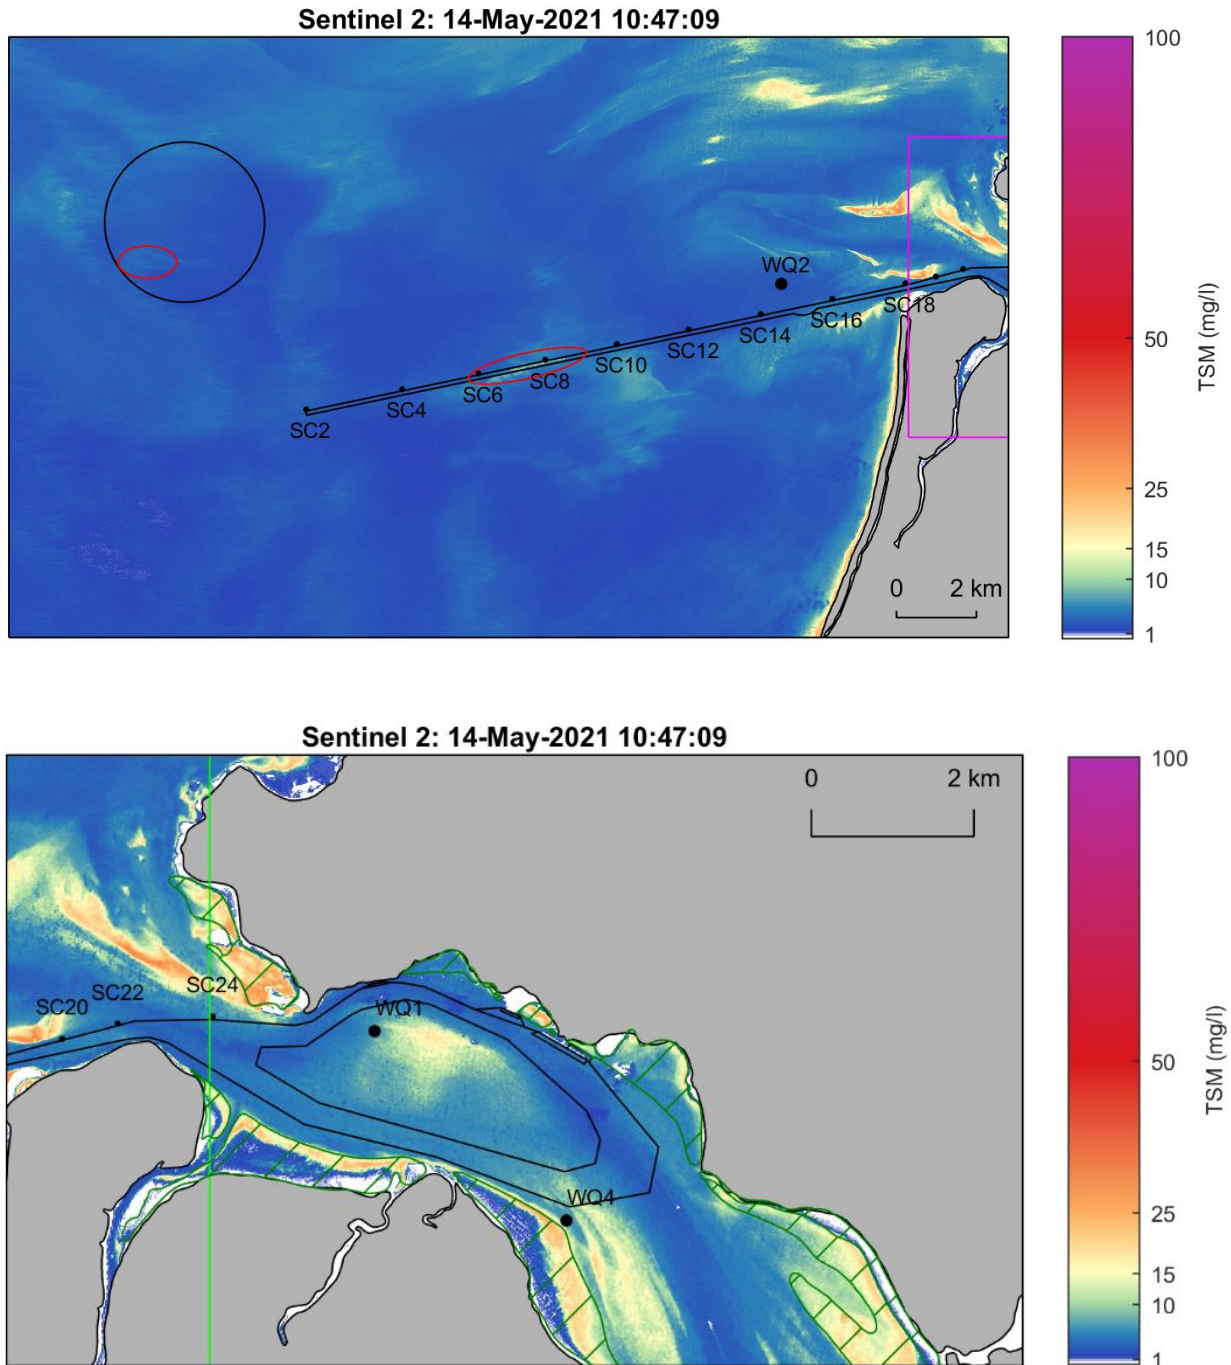 Sentinel 2: 14-May-2021 10:47:09
100
WQ2
SC18
SC16
SC14
SC12
SC10
SC8
SC6
SC4
SC2
50
25
15
10
1
TSM (mg/l)
0 2 km
Sentinel 2: 14-May-2021 10:47:09
100
0 2 km
SC24
SC22
SC20
WQ1
WQ4
50
25
15
10
1
TSM (mg/l)